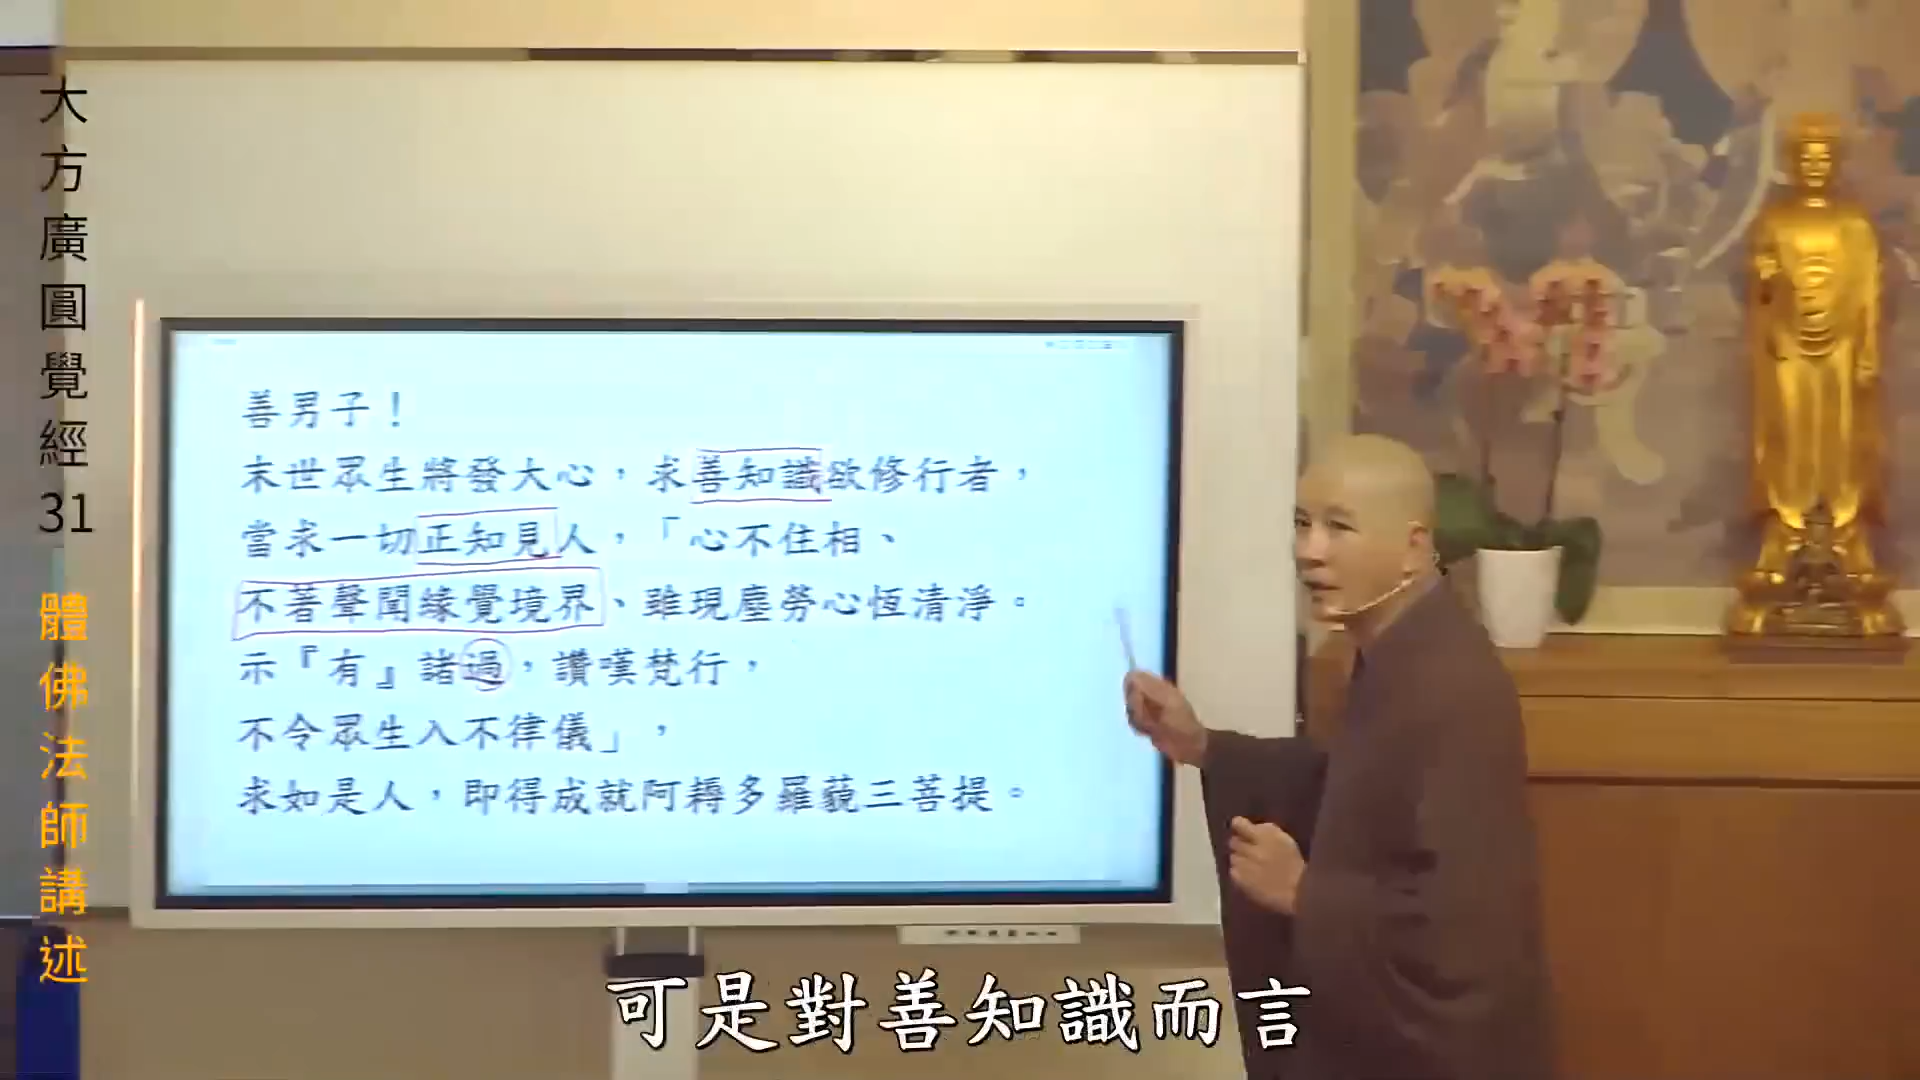 大方廣圓覺經31
體佛法師講述
善男子！
末世眾生將發大心，求善知識欲修行者，
當求一切正知見人，「心不住相、
不著聲聞緣覺境界、雖現塵勞心恆清淨。
示『有』諸過，讚嘆梵行，
不令眾生入不律儀」，
求如是人，即得成就阿耨多羅藐三菩提。
可是對善知識而言